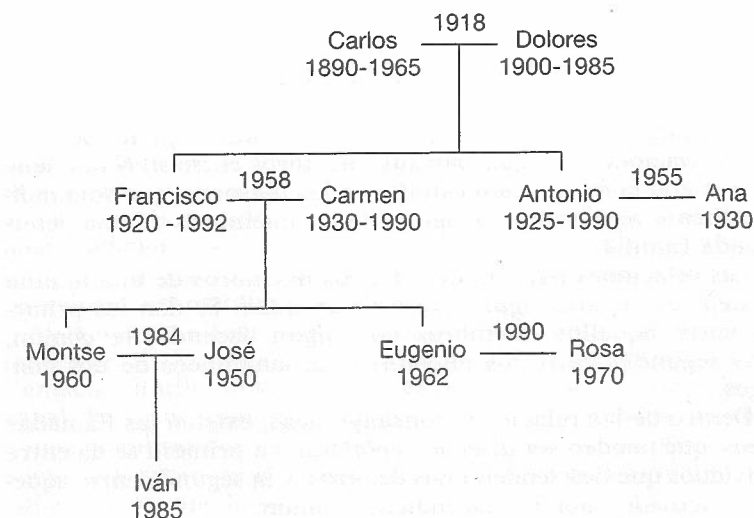 1918
Carlos Dolores
1890-1965 1900-1985
1958 1955
Francisco Carmen Antonio Ana
1920 -1992 1930-1990 1925-1990 1930
1984 1990
Montse José Eugenio Rosa
1960 1950 1962 1970
Iván
1985